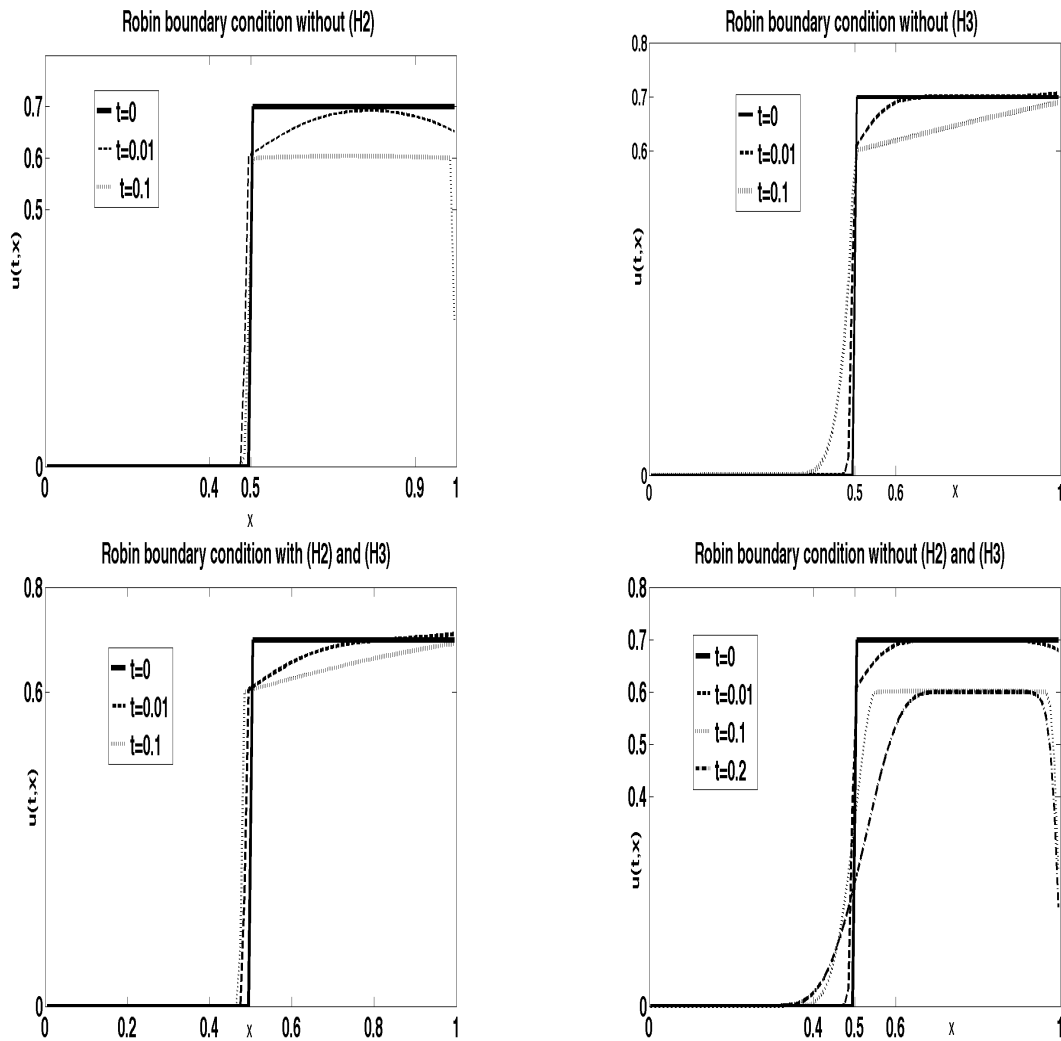 Robin boundary condition without (H2)
0.7
0.6
0.5
0
u(t,x)
t=0
t=0.01
t=0.1
0
0.4
0.5
0.9
1
x
Robin boundary condition without (H3)
0.8
0.7
0.6
0
u(t,x)
t=0
t=0.01
t=0.1
0
0.5
0.6
x
1
Robin boundary condition with (H2) and (H3)
0.8
0.7
0.6
0
u(t,x)
t=0
t=0.01
t=0.1
0
0.2
0.4
x
0.5
0.6
0.8
1
Robin boundary condition without (H2) and (H3)
0.8
0.7
0.6
0.5
0.4
0
u(t,x)
t=0
t=0.01
t=0.1
t=0.2
0
0.4
0.5
0.6
x
1